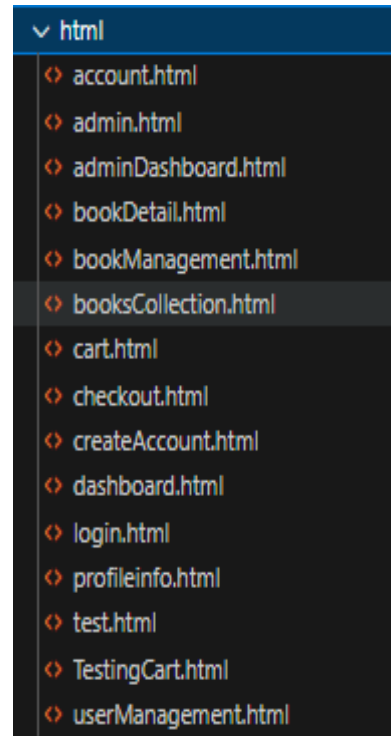 html
account.html
admin.html
adminDashboard.html
bookDetail.html
bookManagement.html
booksCollection.html
cart.html
checkout.html
createAccount.html
dashboard.html
login.html
profileinfo.html
test.html
TestingCart.html
userManagement.html